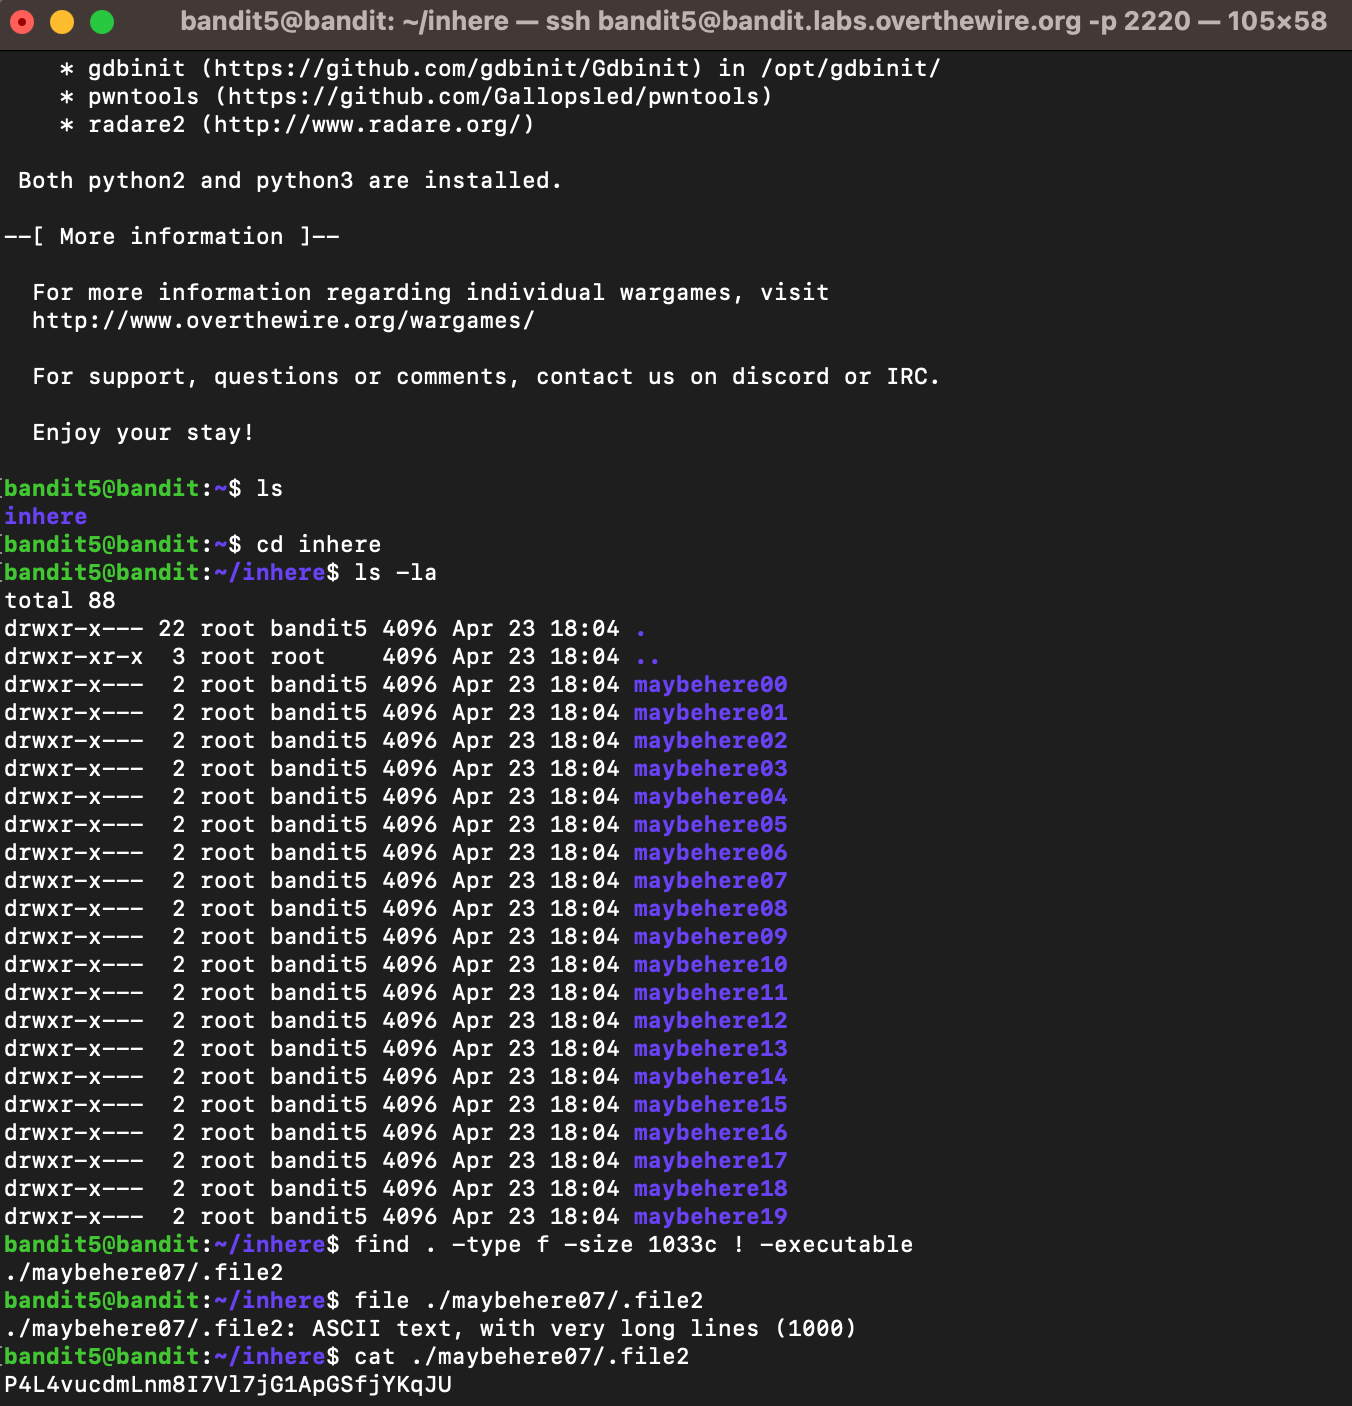 bandit5@bandit: ~/inhere — ssh bandit5@bandit.labs.overthewire.org -p 2220 — 105×58
* gdbinit (https://github.com/gdbinit/Gdbinit) in /opt/gdbinit/
* pwntools (https://github.com/Gallopsled/pwntools)
* radare2 (http://www.radare.org/)
Both python2 and python3 are installed.
--[ More information ]--
For more information regarding individual wargames, visit
http://www.overthewire.org/wargames/
For support, questions or comments, contact us on discord or IRC.
Enjoy your stay!
bandit5@bandit:~$ ls
inhere
bandit5@bandit:~$ cd inhere
bandit5@bandit:~/inhere$ ls -la
total 88
drwxr-x--- 22 root bandit5 4096 Apr 23 18:04 .
drwxr-xr-x  3 root root    4096 Apr 23 18:04 ..
drwxr-x---  2 root bandit5 4096 Apr 23 18:04 maybehere00
drwxr-x---  2 root bandit5 4096 Apr 23 18:04 maybehere01
drwxr-x---  2 root bandit5 4096 Apr 23 18:04 maybehere02
drwxr-x---  2 root bandit5 4096 Apr 23 18:04 maybehere03
drwxr-x---  2 root bandit5 4096 Apr 23 18:04 maybehere04
drwxr-x---  2 root bandit5 4096 Apr 23 18:04 maybehere05
drwxr-x---  2 root bandit5 4096 Apr 23 18:04 maybehere06
drwxr-x---  2 root bandit5 4096 Apr 23 18:04 maybehere07
drwxr-x---  2 root bandit5 4096 Apr 23 18:04 maybehere08
drwxr-x---  2 root bandit5 4096 Apr 23 18:04 maybehere09
drwxr-x---  2 root bandit5 4096 Apr 23 18:04 maybehere10
drwxr-x---  2 root bandit5 4096 Apr 23 18:04 maybehere11
drwxr-x---  2 root bandit5 4096 Apr 23 18:04 maybehere12
drwxr-x---  2 root bandit5 4096 Apr 23 18:04 maybehere13
drwxr-x---  2 root bandit5 4096 Apr 23 18:04 maybehere14
drwxr-x---  2 root bandit5 4096 Apr 23 18:04 maybehere15
drwxr-x---  2 root bandit5 4096 Apr 23 18:04 maybehere16
drwxr-x---  2 root bandit5 4096 Apr 23 18:04 maybehere17
drwxr-x---  2 root bandit5 4096 Apr 23 18:04 maybehere18
drwxr-x---  2 root bandit5 4096 Apr 23 18:04 maybehere19
bandit5@bandit:~/inhere$ find . -type f -size 1033c ! -executable
./maybehere07/.file2
bandit5@bandit:~/inhere$ file ./maybehere07/.file2
./maybehere07/.file2: ASCII text, with very long lines (1000)
bandit5@bandit:~/inhere$ cat ./maybehere07/.file2
P4L4vucdmLnm8I7Vl7jG1ApGSfjYKqJU